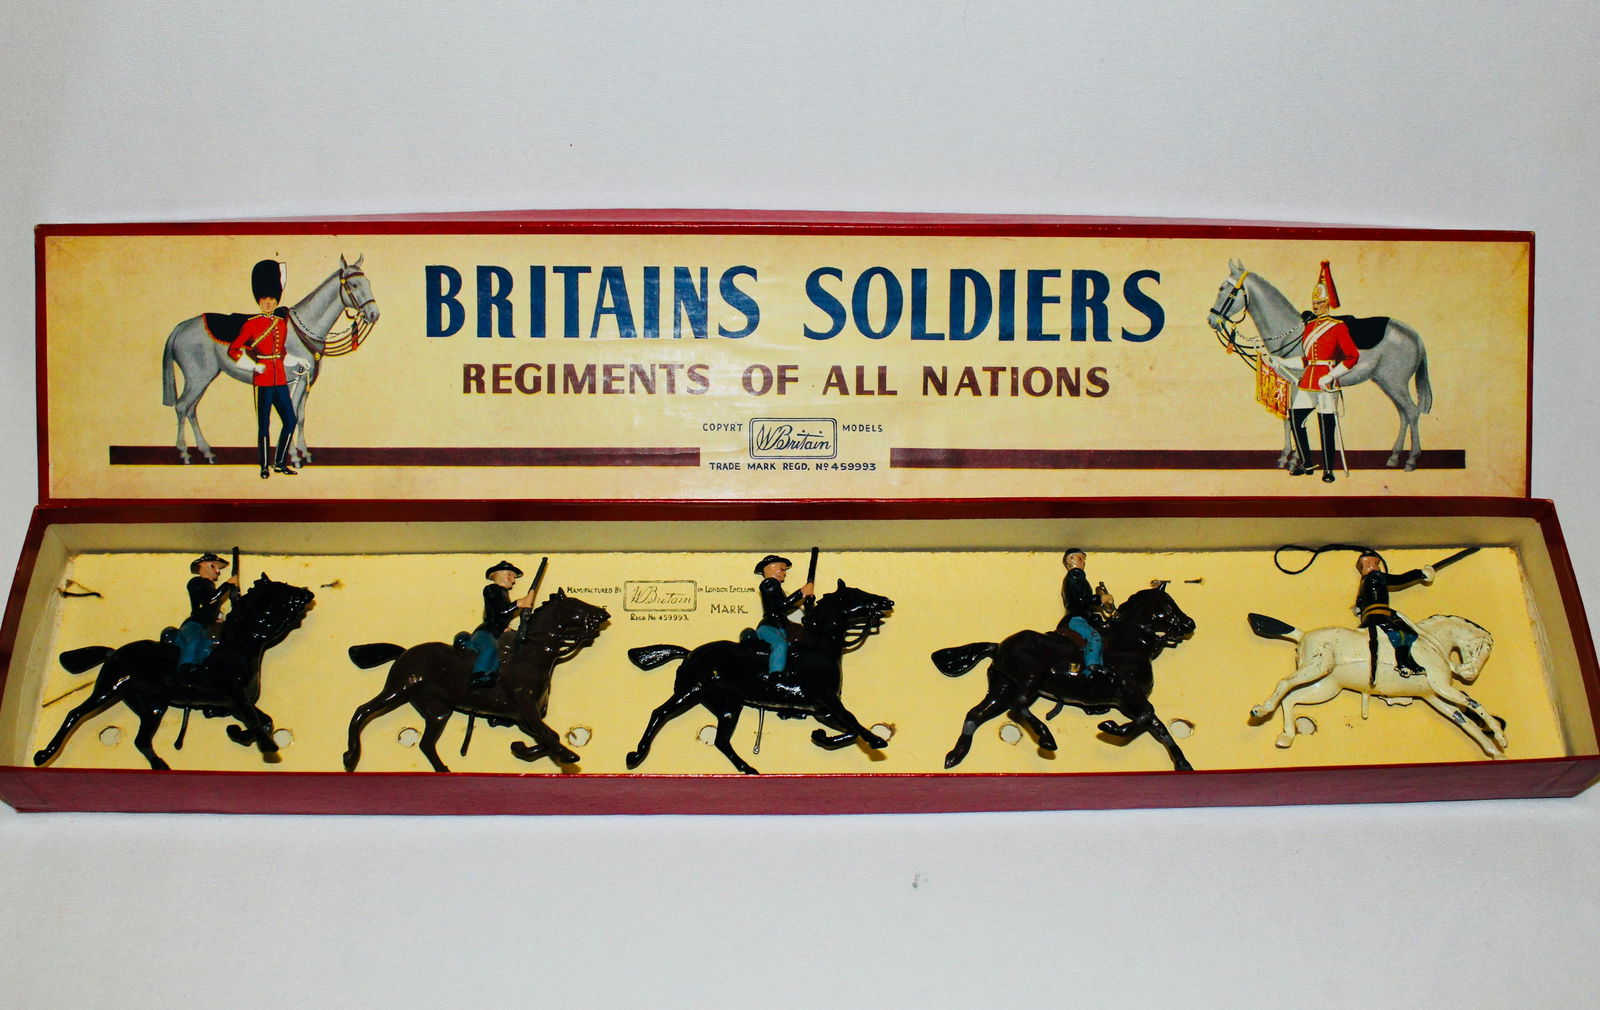 BRITAINS SOLDIERS
REGIMENTS OF ALL NATIONS
COPYR'T W Britain MODELS
TRADE MARK REGD. Nº 459993
MANUFACTURED BY W Britain IN LONDON ENGLAND
MARK.
REGD No 459993.